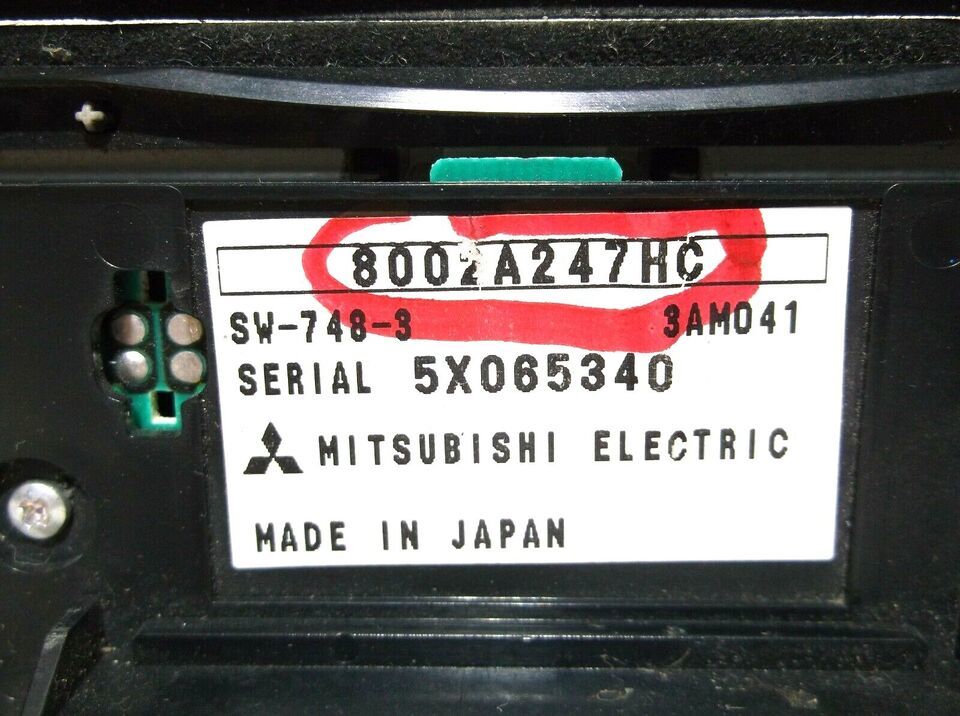 8002A247HC
SW-748-3 3AM041
SERIAL 5X065340
MITSUBISHI ELECTRIC
MADE IN JAPAN